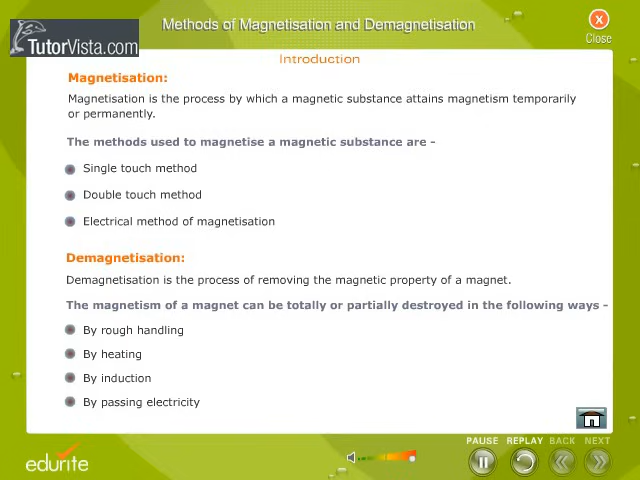 Methods of Magnetisation and Demagnetisation
TutorVista.com
Close
Introduction
Magnetisation:
Magnetisation is the process by which a magnetic substance attains magnetism temporarily
or permanently.
The methods used to magnetise a magnetic substance are -
Single touch method
Double touch method
Electrical method of magnetisation
Demagnetisation:
Demagnetisation is the process of removing the magnetic property of a magnet.
The magnetism of a magnet can be totally or partially destroyed in the following ways -
By rough handling
By heating
By induction
By passing electricity
PAUSE REPLAY BACK NEXT
edurite